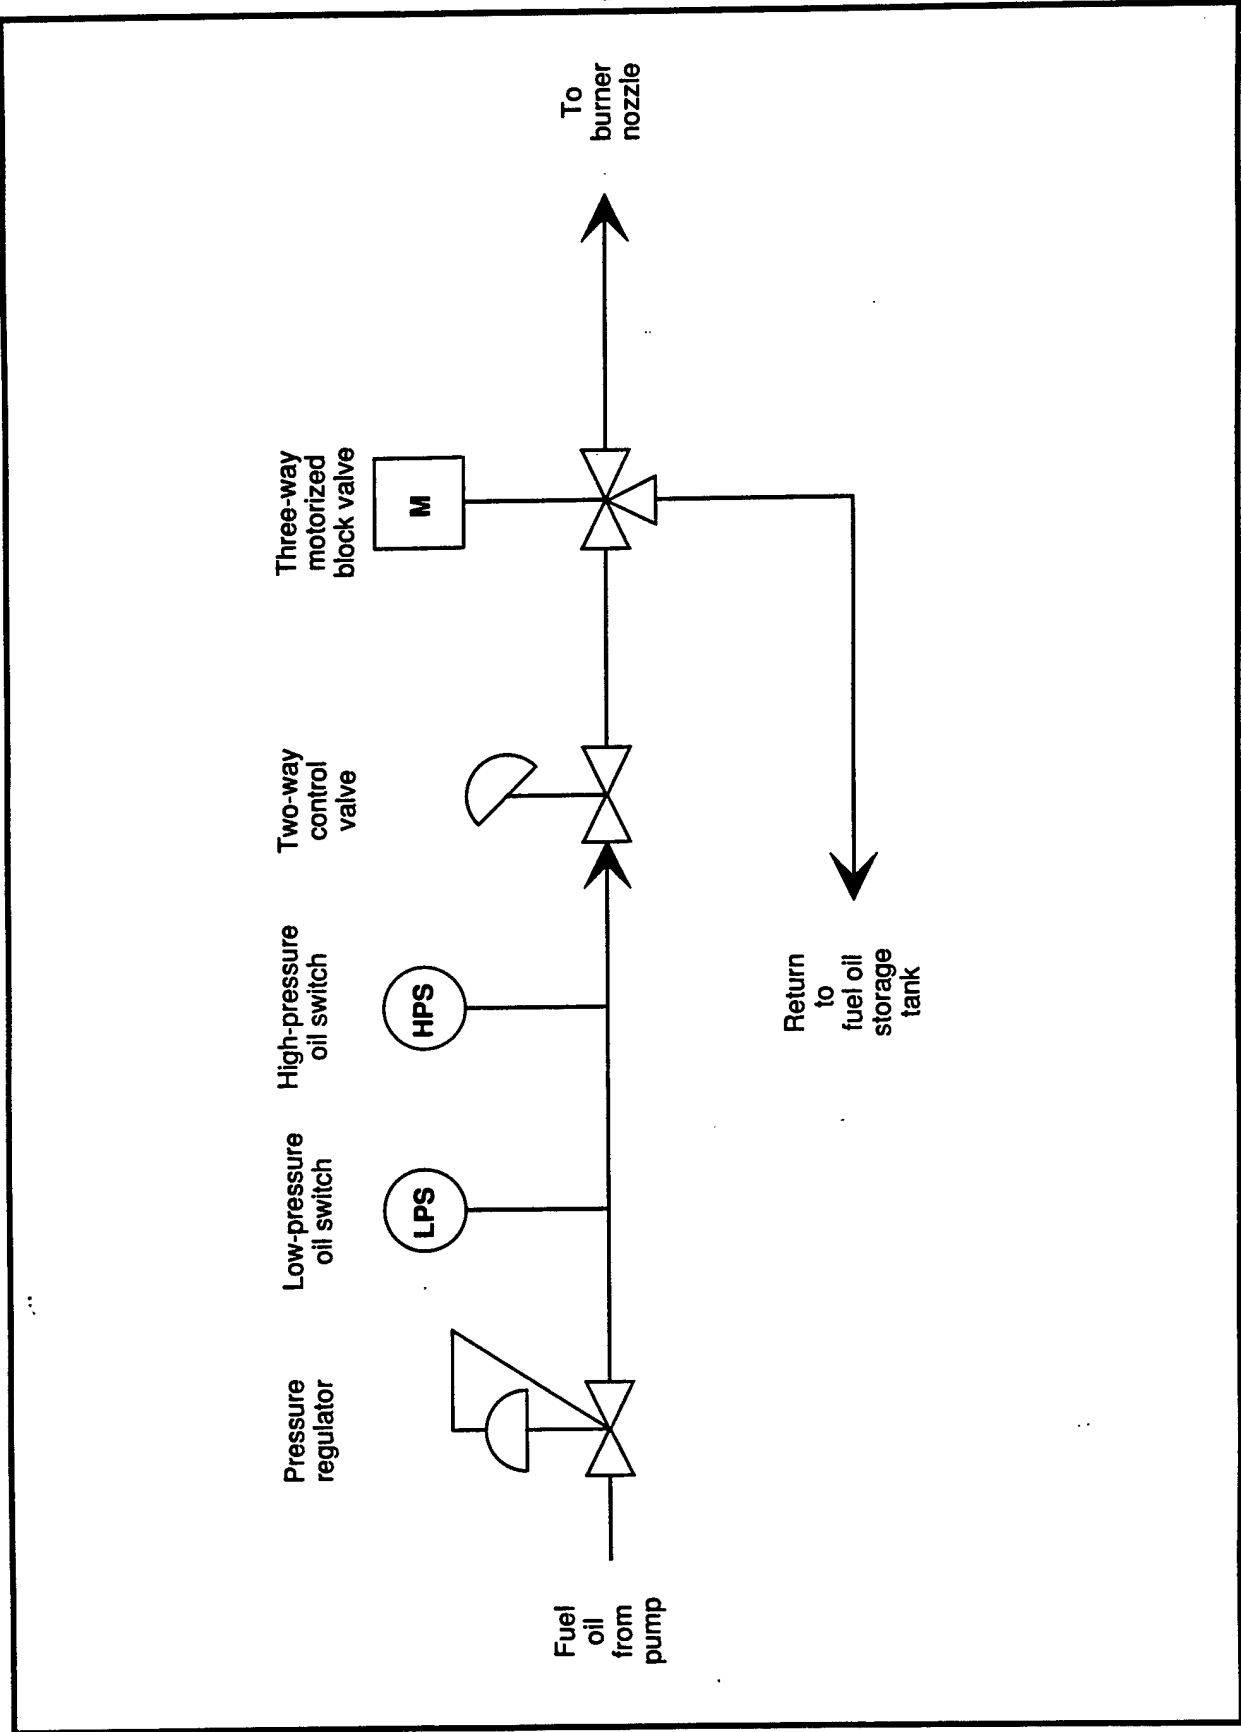 Fuel
oil
from
pump
Pressure
regulator
Low-pressure
oil switch
LPS
High-pressure
oil switch
HPS
Two-way
control
valve
Three-way
motorized
block valve
M
To
burner
nozzle
Return
to
fuel oil
storage
tank